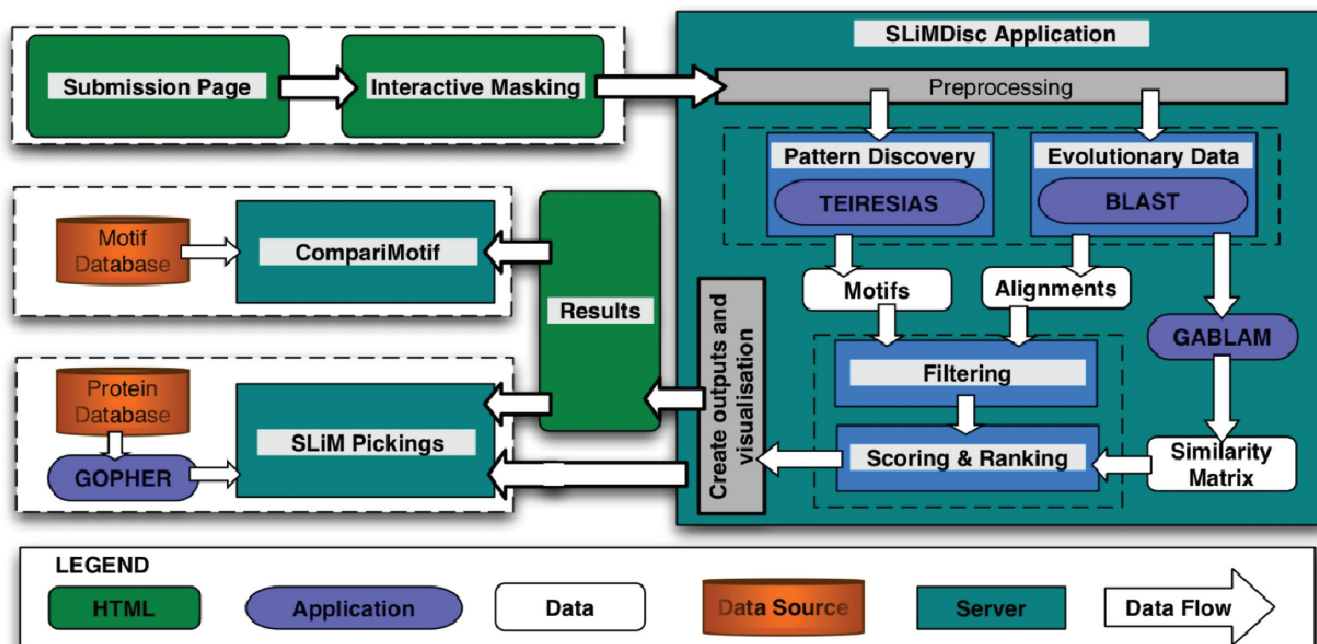 SLiMDisc Application
Submission Page
Interactive Masking
Preprocessing
Pattern Discovery
Evolutionary Data
TEIRESIAS
BLAST
Motif
Database
CompariMotif
Results
Motifs
Alignments
GABLAM
Filtering
Create outputs and
visualisation
Protein
Database
SLiM Pickings
GOPHER
Scoring & Ranking
Similarity
Matrix
LEGEND
HTML
Application
Data
Data Source
Server
Data Flow